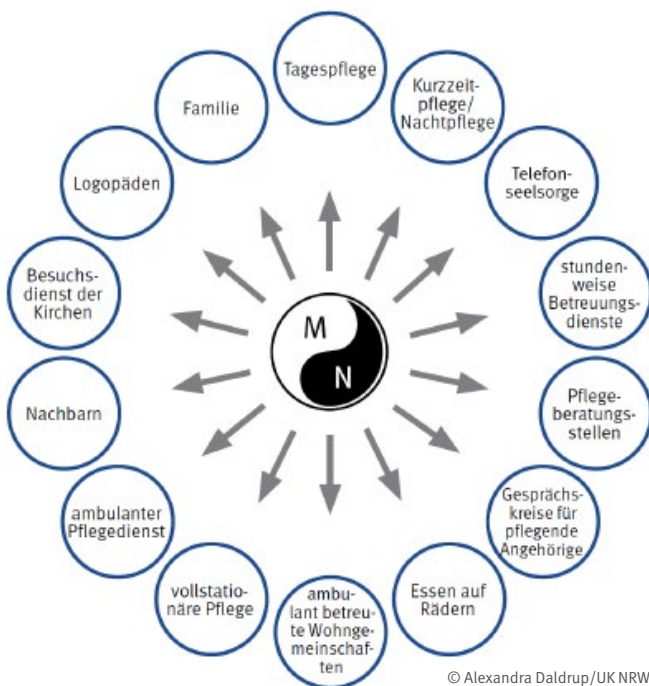 Tagespflege
Kurzzeit-
pflege/
Nachtpflege
Telefon-
seelsorge
stunden-
weise
Betreuungs-
dienste
Pflege-
beratungs-
stellen
Gesprächs-
kreise für
pflegende
Angehörige
Essen auf
Rädern
ambu-
lant betreu-
te Wohnge-
meinschaf-
ten
vollstatio-
näre Pflege
ambulanter
Pflegedienst
Nachbarn
Besuchs-
dienst der
Kirchen
Logopäden
Familie
M
N
© Alexandra Daldrup/UK NRW